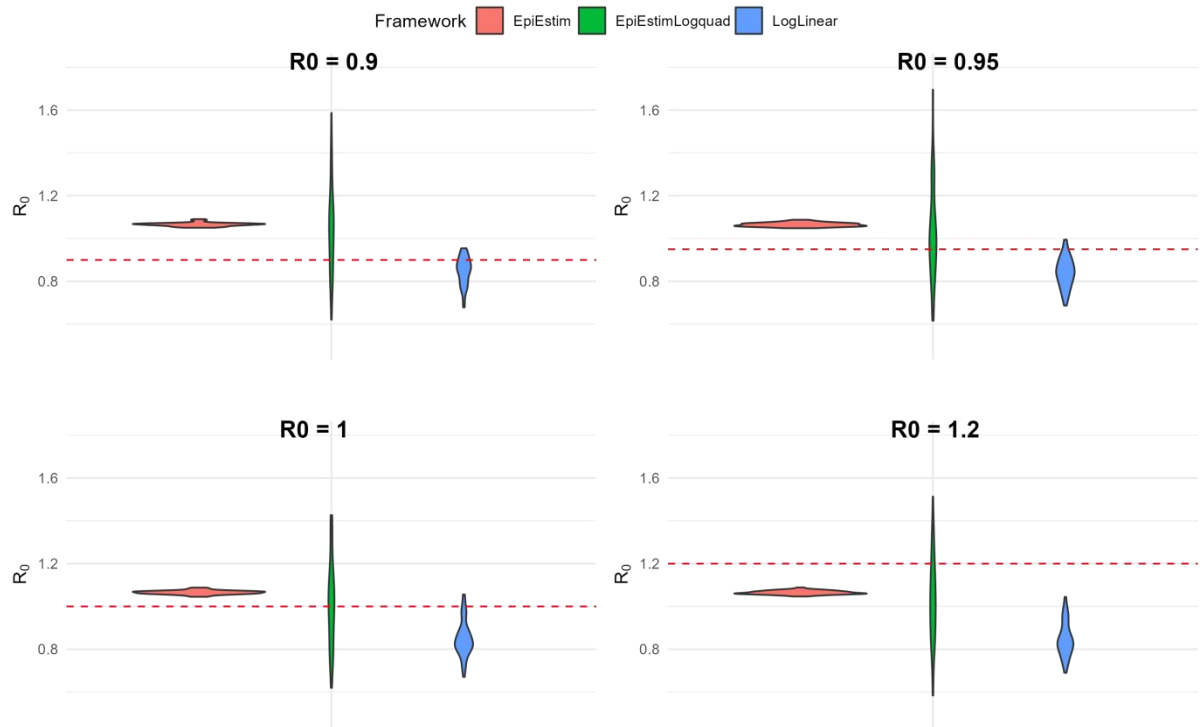 Framework EpiEstim EpiEstimLogquad LogLinear
R0 = 0.9
R0 = 0.95
1.6
1.2
0.8
R₀
1.6
1.2
0.8
R₀
R0 = 1
R0 = 1.2
1.6
1.2
0.8
R₀
1.6
1.2
0.8
R₀